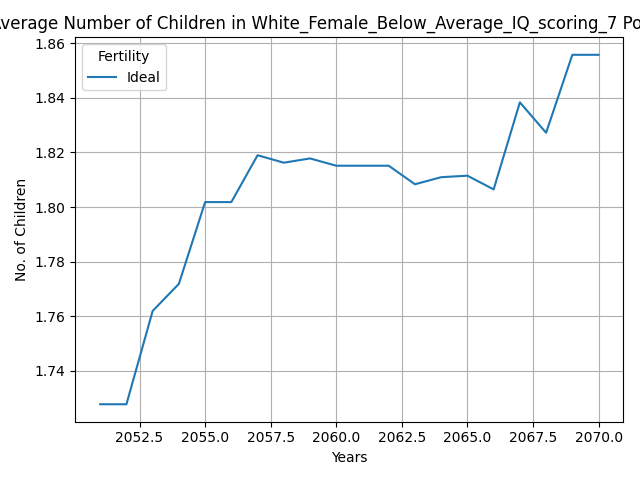 Average Number of Children in White_Female_Below_Average_IQ_scoring_7 Po
1.86
1.84
1.82
1.80
1.78
1.76
1.74
No. of Children
Fertility
Ideal
2052.5 2055.0 2057.5 2060.0 2062.5 2065.0 2067.5 2070.0
Years